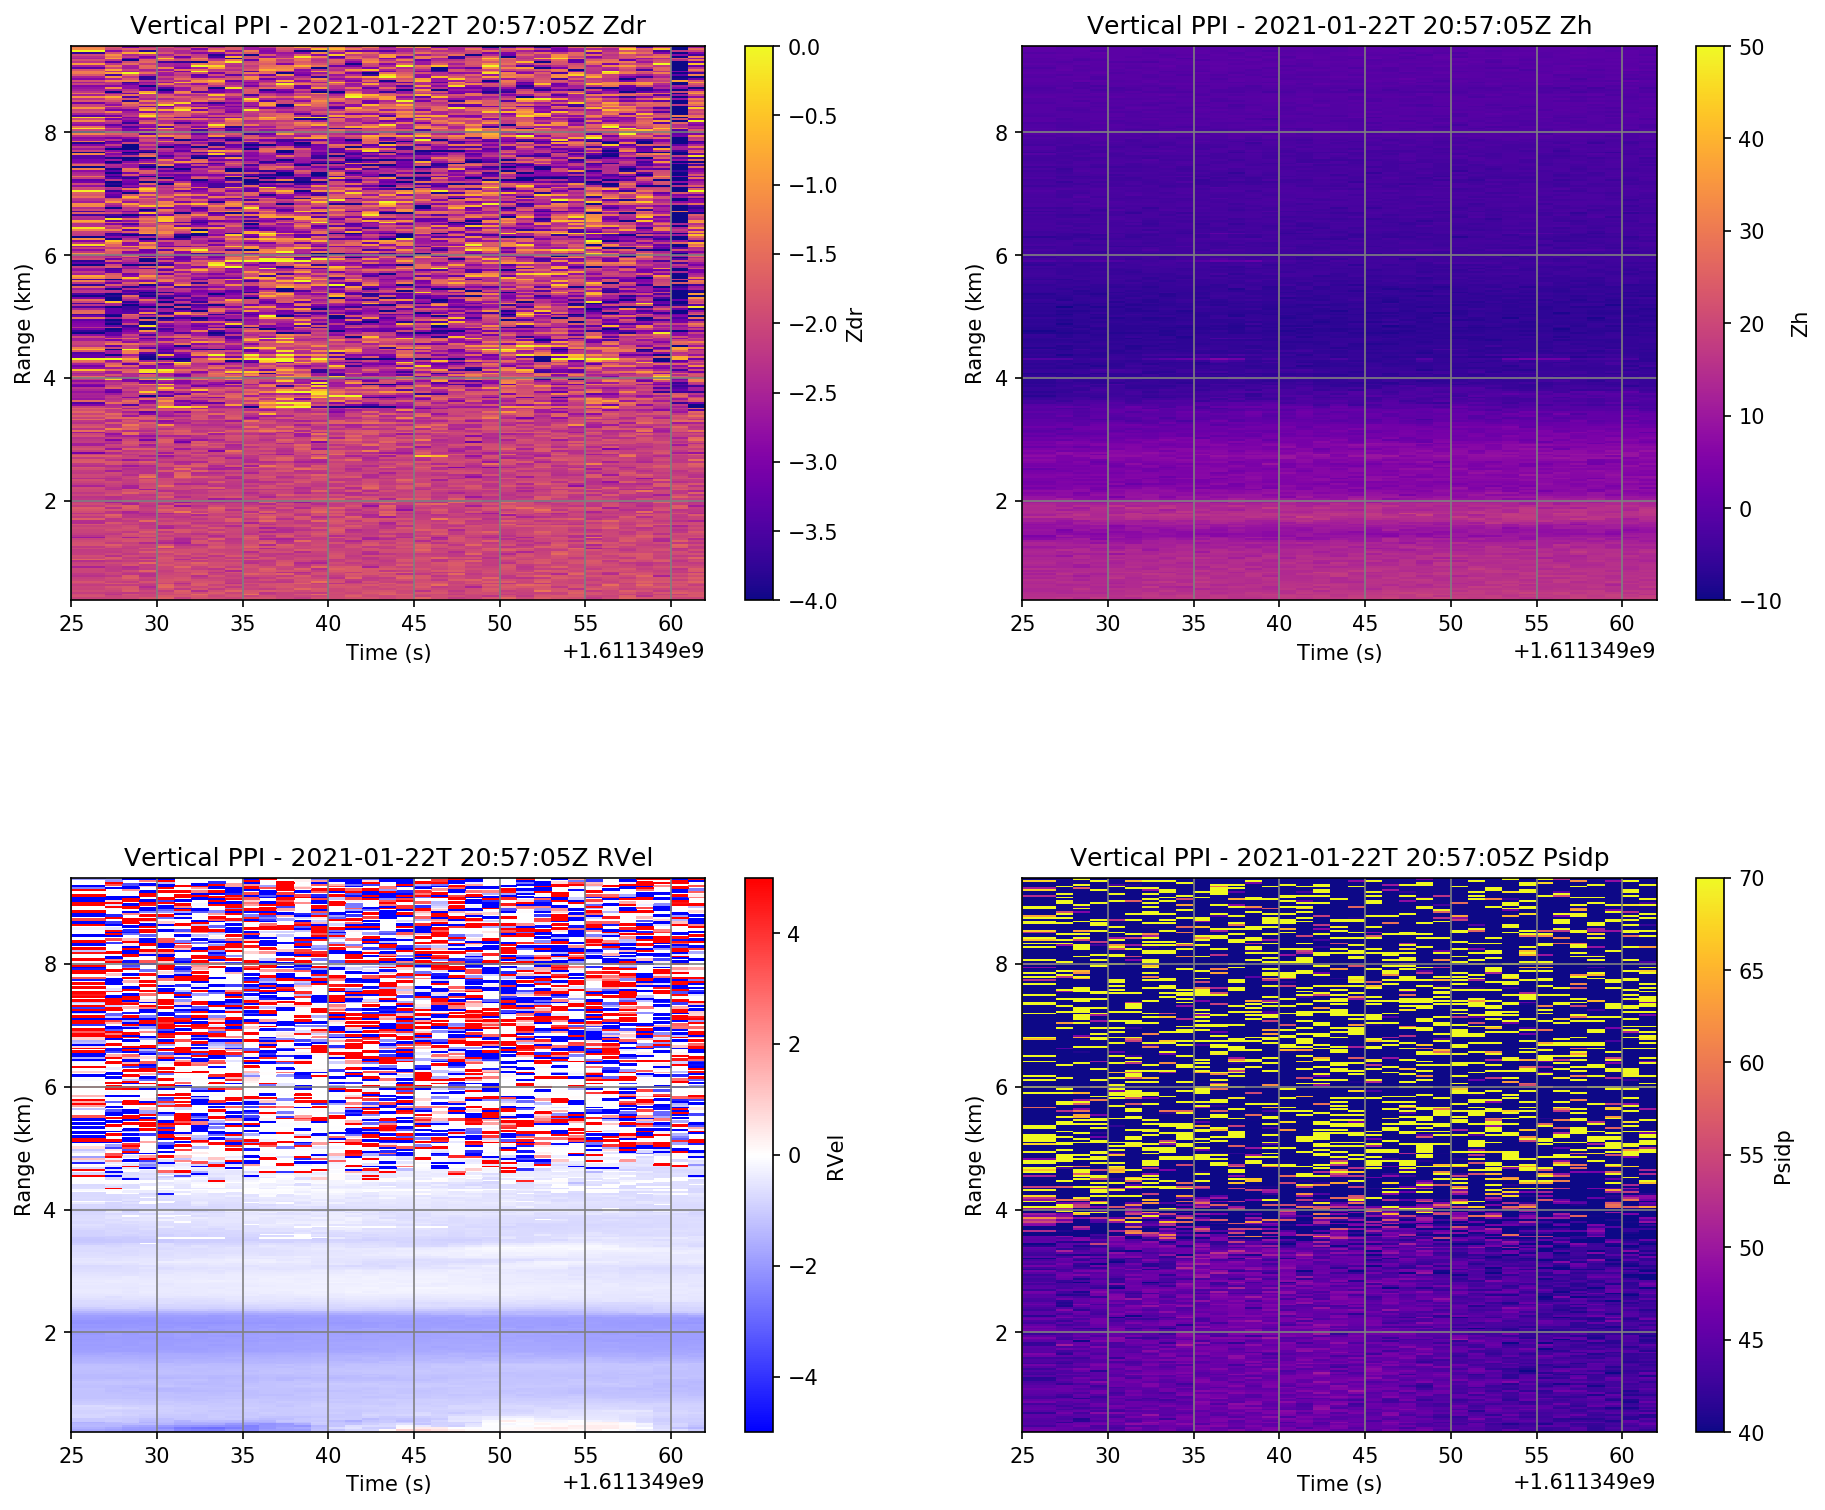 Vertical PPI - 2021-01-22T 20:57:05Z Zdr
Range (km)
8
6
4
2
25 30 35 40 45 50 55 60
Time (s)
+1.611349e9
0.0
−0.5
−1.0
−1.5
−2.0
−2.5
−3.0
−3.5
−4.0
Zdr
Vertical PPI - 2021-01-22T 20:57:05Z Zh
Range (km)
8
6
4
2
25 30 35 40 45 50 55 60
Time (s)
+1.611349e9
50
40
30
20
10
0
−10
Zh
Vertical PPI - 2021-01-22T 20:57:05Z RVel
Range (km)
8
6
4
2
25 30 35 40 45 50 55 60
Time (s)
+1.611349e9
4
2
0
−2
−4
RVel
Vertical PPI - 2021-01-22T 20:57:05Z Psidp
Range (km)
8
6
4
2
25 30 35 40 45 50 55 60
Time (s)
+1.611349e9
70
65
60
55
50
45
40
Psidp